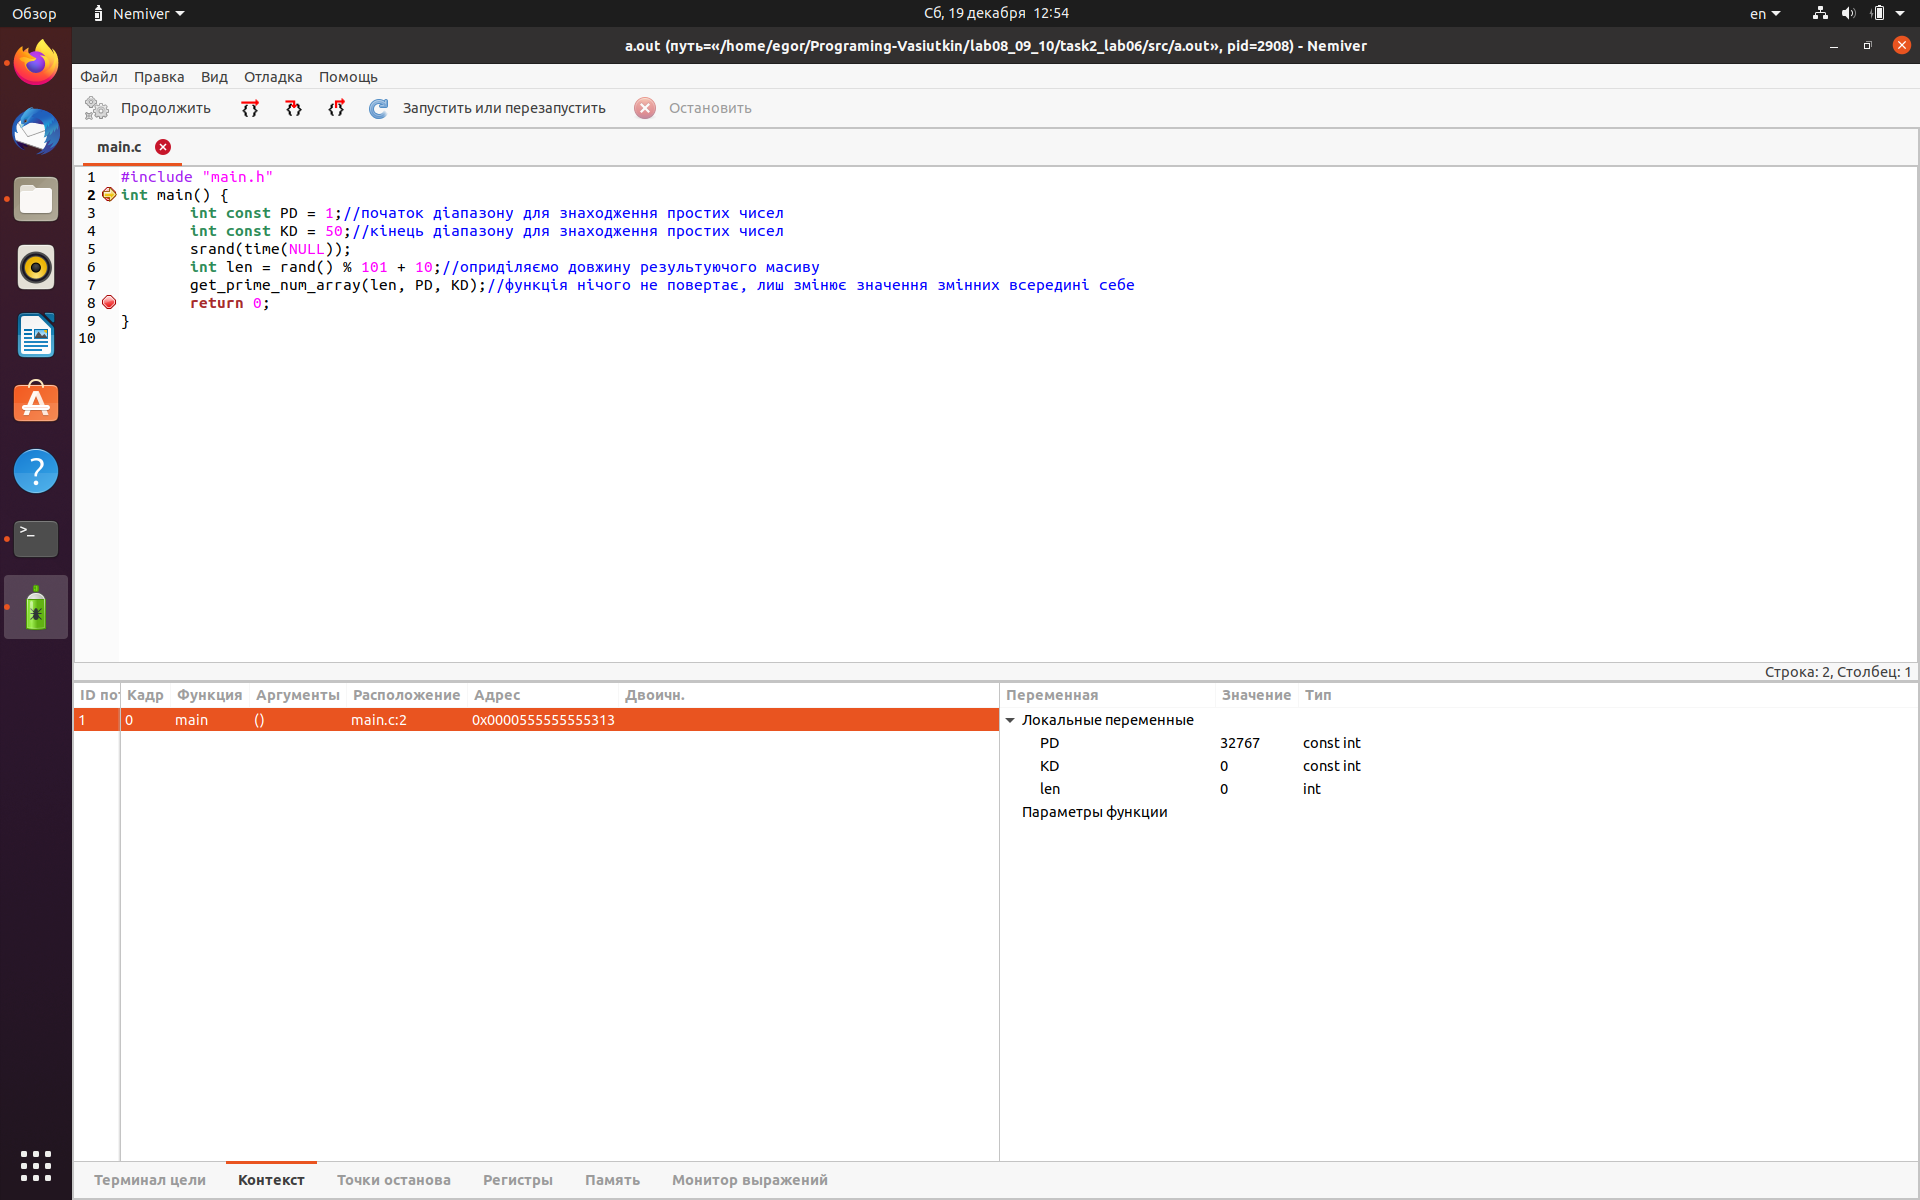 Обзор Nemiver Сб, 19 декабря 12:54 en
a.out (путь=«/home/egor/Programing-Vasiutkin/lab08_09_10/task2_lab06/src/a.out», pid=2908) - Nemiver
Файл Правка Вид Отладка Помощь
Продолжить Запустить или перезапустить Остановить
main.c
1 #include "main.h"
2 int main() {
3 int const PD = 1;//початок діапазону для знаходження простих чисел
4 int const KD = 50;//кінець діапазону для знаходження простих чисел
5 srand(time(NULL));
6 int len = rand() % 101 + 10;//оприділяємо довжину результуючого масиву
7 get_prime_num_array(len, PD, KD);//функція нічого не повертає, лиш змінює значення змінних всередині себе
8 return 0;
9 }
10
Строка: 2, Столбец: 1
ID пот Кадр Функция Аргументы Расположение Адрес Двоичн. Переменная Значение Тип
1 0 main () main.c:2 0x0000555555555313 Локальные переменные
PD 32767 const int
KD 0 const int
len 0 int
Параметры функции
Терминал цели Контекст Точки останова Регистры Память Монитор выражений